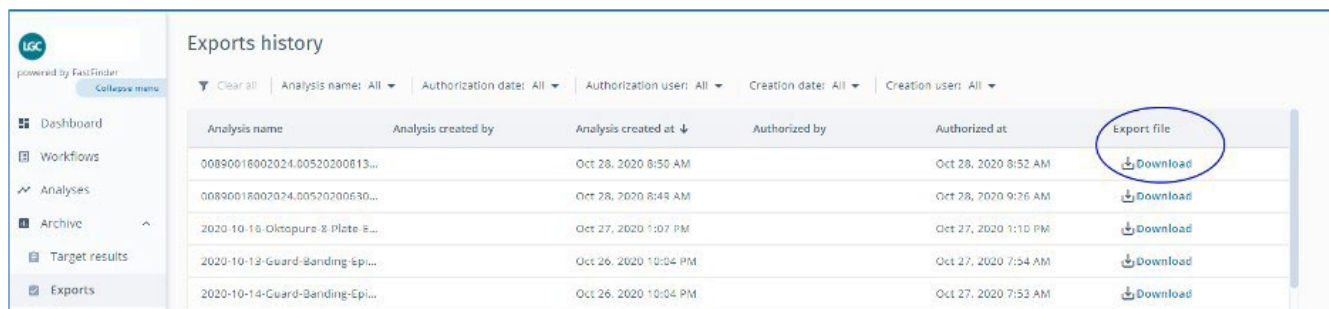 LGC
powered by FastFinder
Collapse menu
Dashboard
Workflows
Analyses
Archive
Target results
Exports
Exports history
Clear all Analysis name: All Authorization date: All Authorization user: All Creation date: All Creation user: All
Analysis name Analysis created by Analysis created at ↓ Authorized by Authorized at Export file
00890018002024.00520200813... Oct 28, 2020 8:50 AM Oct 28, 2020 8:52 AM Download
00890018002024.00520200630... Oct 28, 2020 8:49 AM Oct 28, 2020 9:26 AM Download
2020-10-16-Oktopure-8-Plate-E... Oct 27, 2020 1:07 PM Oct 27, 2020 1:10 PM Download
2020-10-13-Guard-Banding-Epi... Oct 26, 2020 10:04 PM Oct 27, 2020 7:54 AM Download
2020-10-14-Guard-Banding-Epi... Oct 26, 2020 10:04 PM Oct 27, 2020 7:53 AM Download